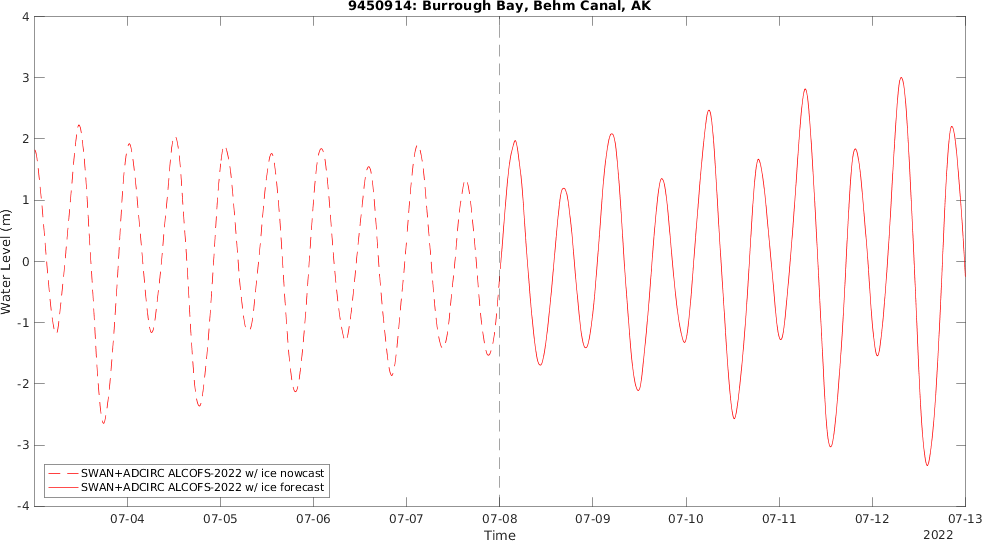 9450914: Burrough Bay, Behm Canal, AK
4
3
2
1
0
-1
-2
-3
-4
Water Level (m)
SWAN+ADCIRC ALCOFS-2022 w/ ice nowcast
SWAN+ADCIRC ALCOFS-2022 w/ ice forecast
07-04 07-05 07-06 07-07 07-08 07-09 07-10 07-11 07-12 07-13
Time
2022